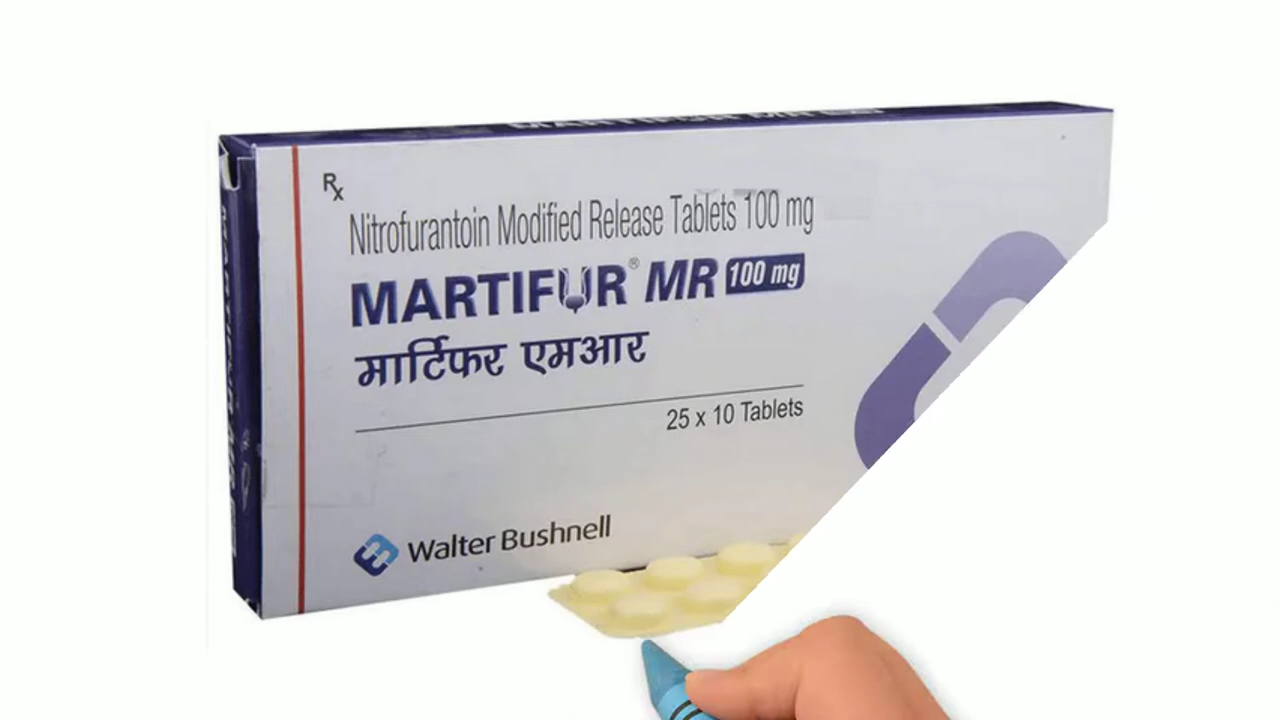 Rx
Nitrofurantoin Modified Release Tablets 100 mg
MARTIFUR® MR 100 mg
मार्टिफर एमआर
25 x 10 Tablets
Walter Bushnell